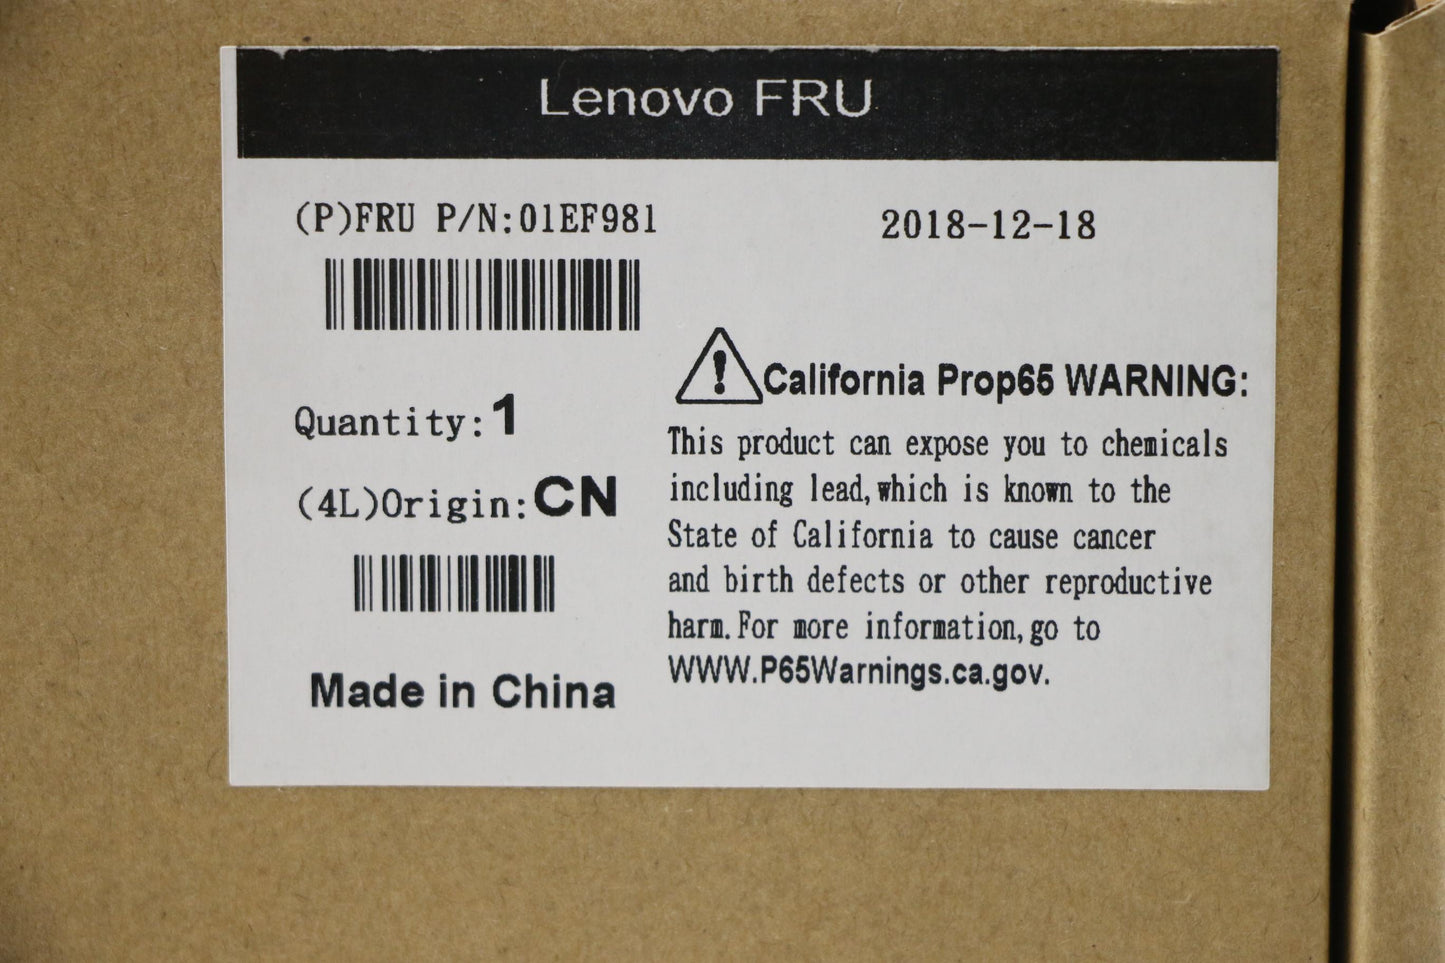 Lenovo FRU
(P)FRU P/N:01EF981
2018-12-18
Quantity:1
(4L)Origin:CN
Made in China
California Prop65 WARNING:
This product can expose you to chemicals
including lead,which is known to the
State of California to cause cancer
and birth defects or other reproductive
harm.For more information,go to
WWW.P65Warnings.ca.gov.